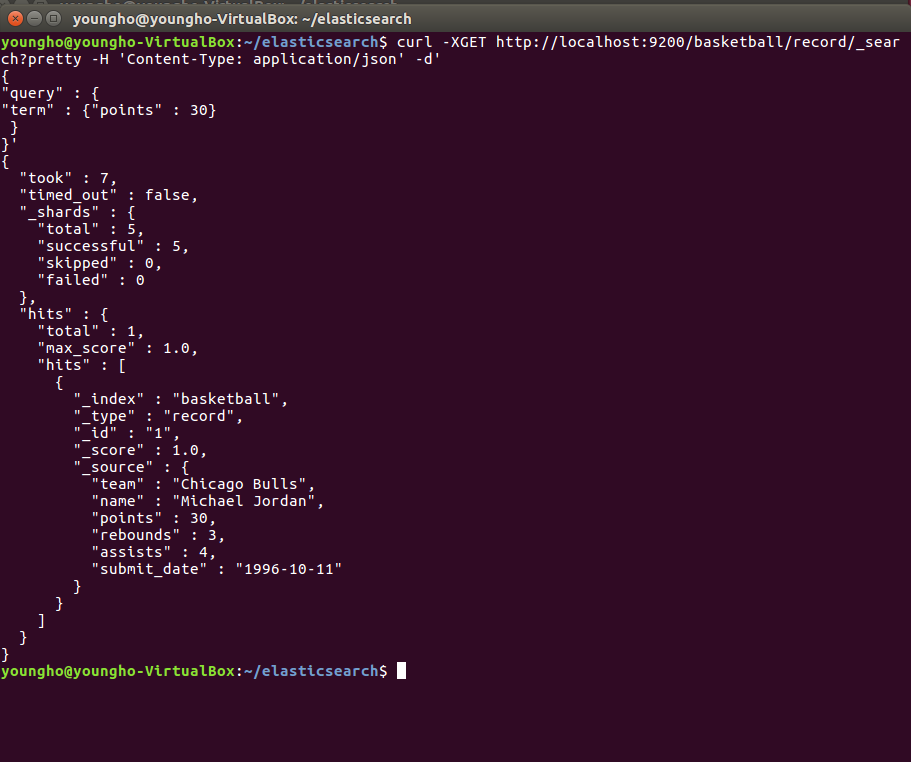 youngho@youngho-VirtualBox: ~/elasticsearch
youngho@youngho-VirtualBox:~/elasticsearch$ curl -XGET http://localhost:9200/basketball/record/_sear
ch?pretty -H 'Content-Type: application/json' -d'
{
"query" : {
"term" : {"points" : 30}
 }
}'
{
  "took" : 7,
  "timed_out" : false,
  "_shards" : {
    "total" : 5,
    "successful" : 5,
    "skipped" : 0,
    "failed" : 0
  },
  "hits" : {
    "total" : 1,
    "max_score" : 1.0,
    "hits" : [
      {
        "_index" : "basketball",
        "_type" : "record",
        "_id" : "1",
        "_score" : 1.0,
        "_source" : {
          "team" : "Chicago Bulls",
          "name" : "Michael Jordan",
          "points" : 30,
          "rebounds" : 3,
          "assists" : 4,
          "submit_date" : "1996-10-11"
        }
      }
    ]
  }
}
youngho@youngho-VirtualBox:~/elasticsearch$